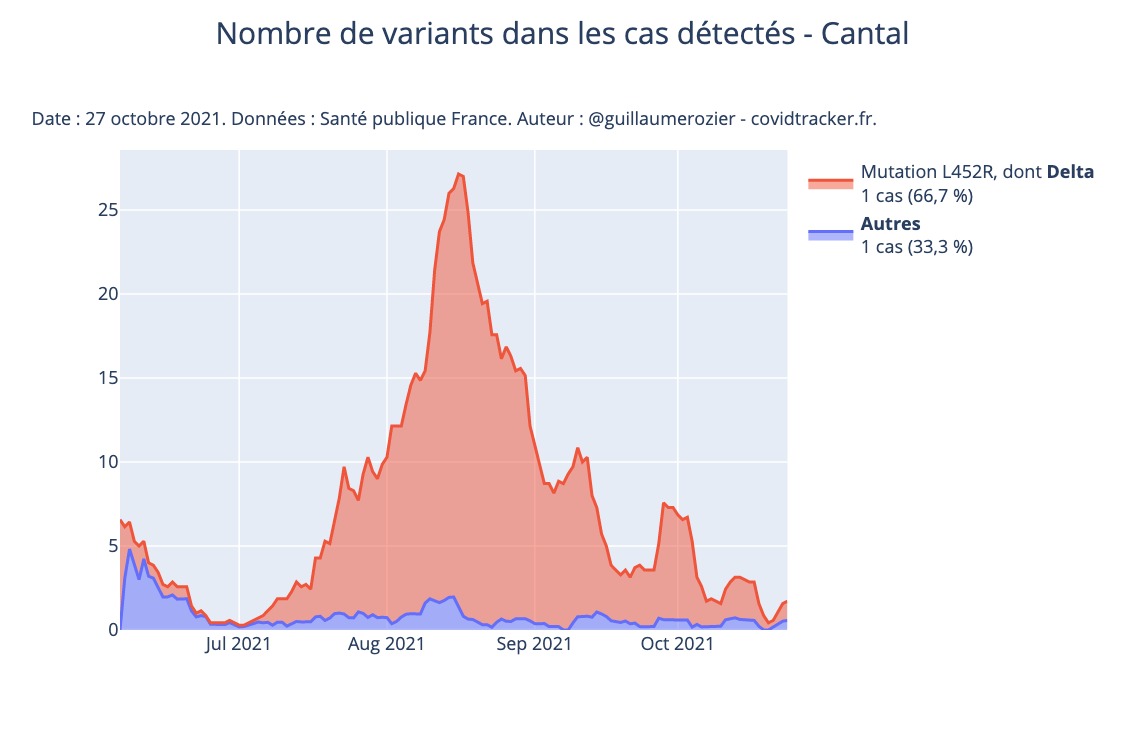 Nombre de variants dans les cas détectés - Cantal
Date : 27 octobre 2021. Données : Santé publique France. Auteur : @guillaumerozier - covidtracker.fr.
Mutation L452R, dont Delta
1 cas (66,7 %)
Autres
1 cas (33,3 %)
25
20
15
10
5
0
Jul 2021
Aug 2021
Sep 2021
Oct 2021